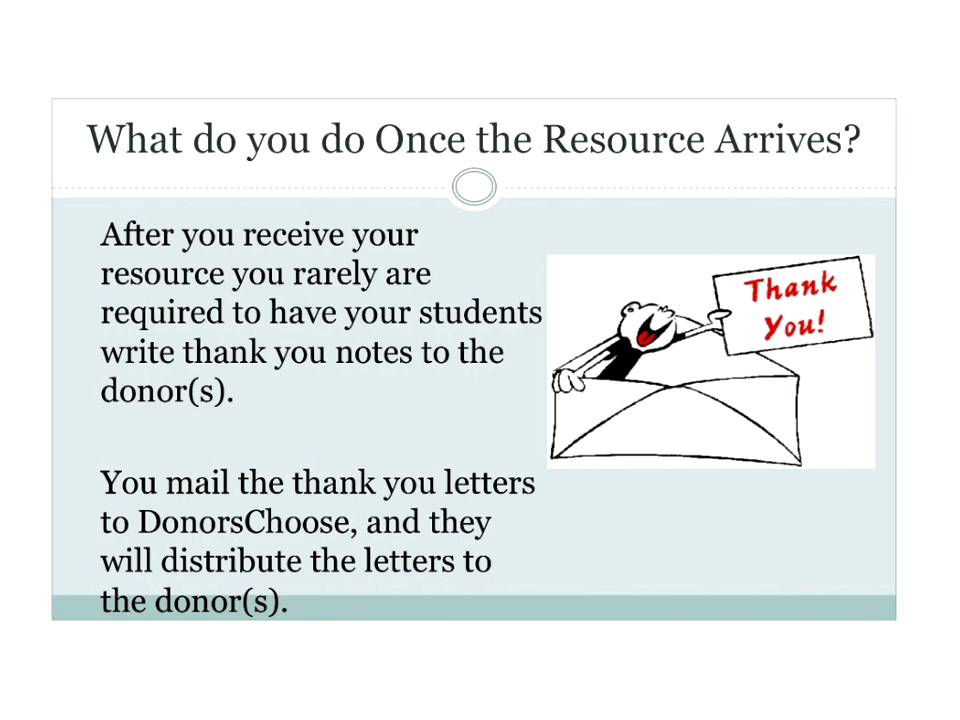 What do you do Once the Resource Arrives?
After you receive your
resource you rarely are
required to have your students
write thank you notes to the
donor(s).
Thank
You!
You mail the thank you letters
to DonorsChoose, and they
will distribute the letters to
the donor(s).